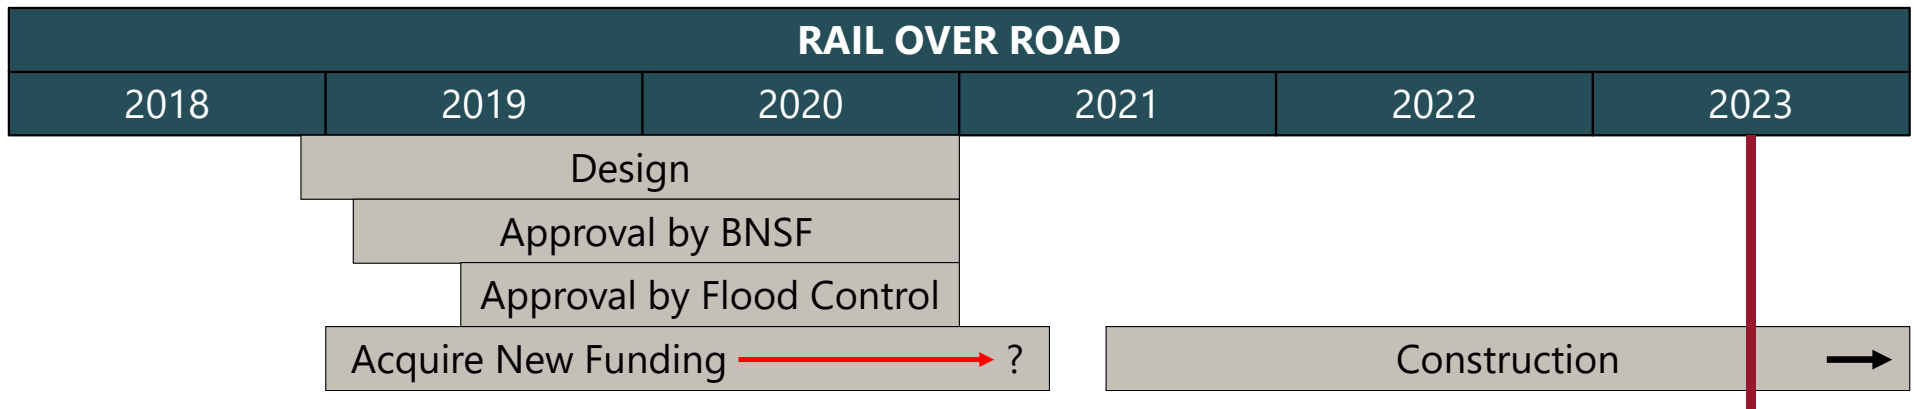 RAIL OVER ROAD
2018 2019 2020 2021 2022 2023
Design
Approval by BNSF
Approval by Flood Control
Acquire New Funding ? Construction